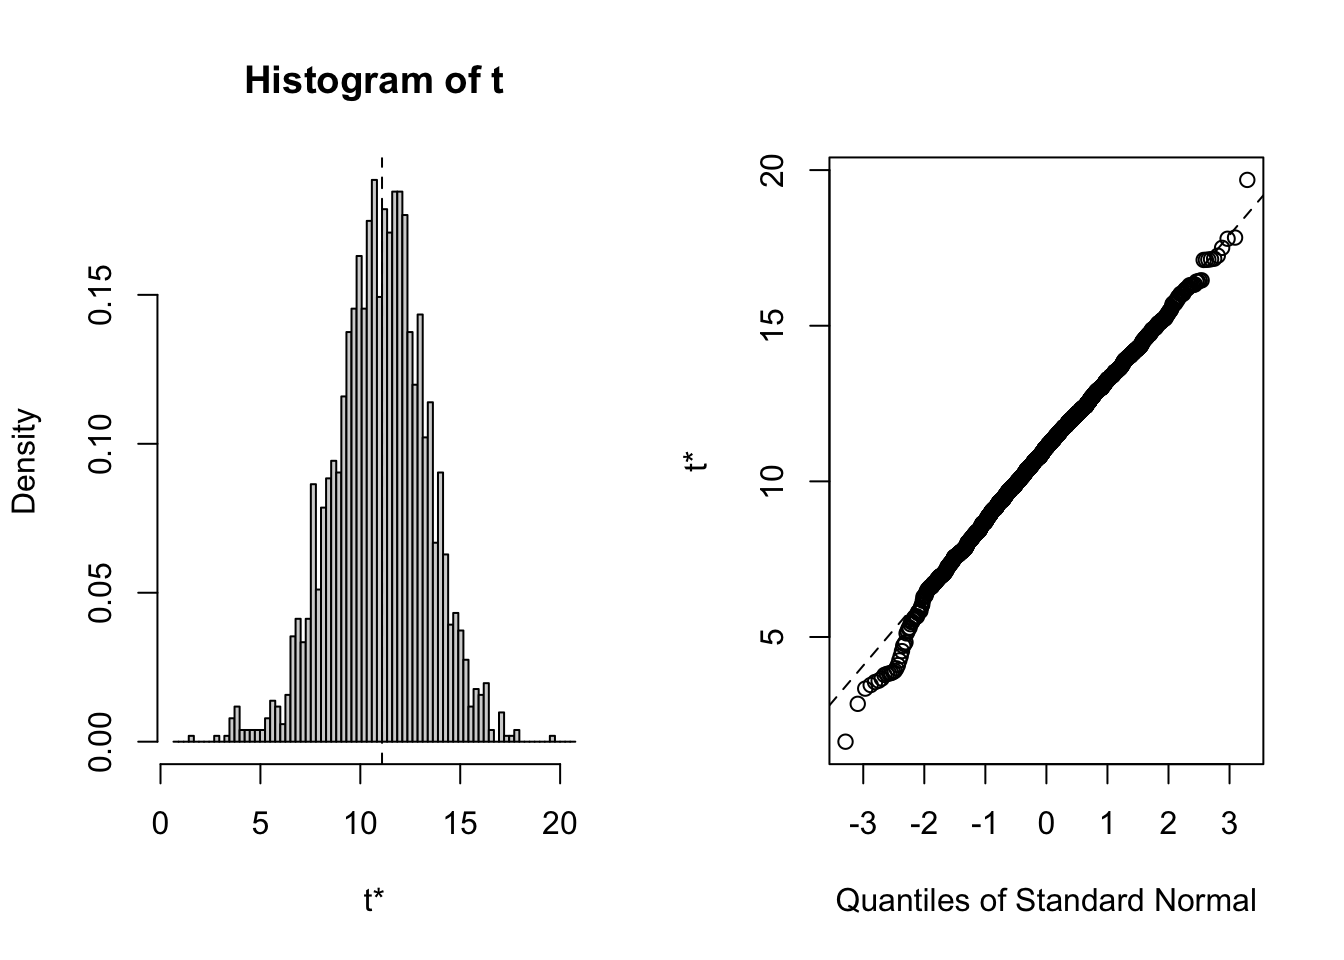 Histogram of t
Density
0.00 0.05 0.10 0.15
0 5 10 15 20
t*
t*
5 10 15 20
-3 -2 -1 0 1 2 3
Quantiles of Standard Normal